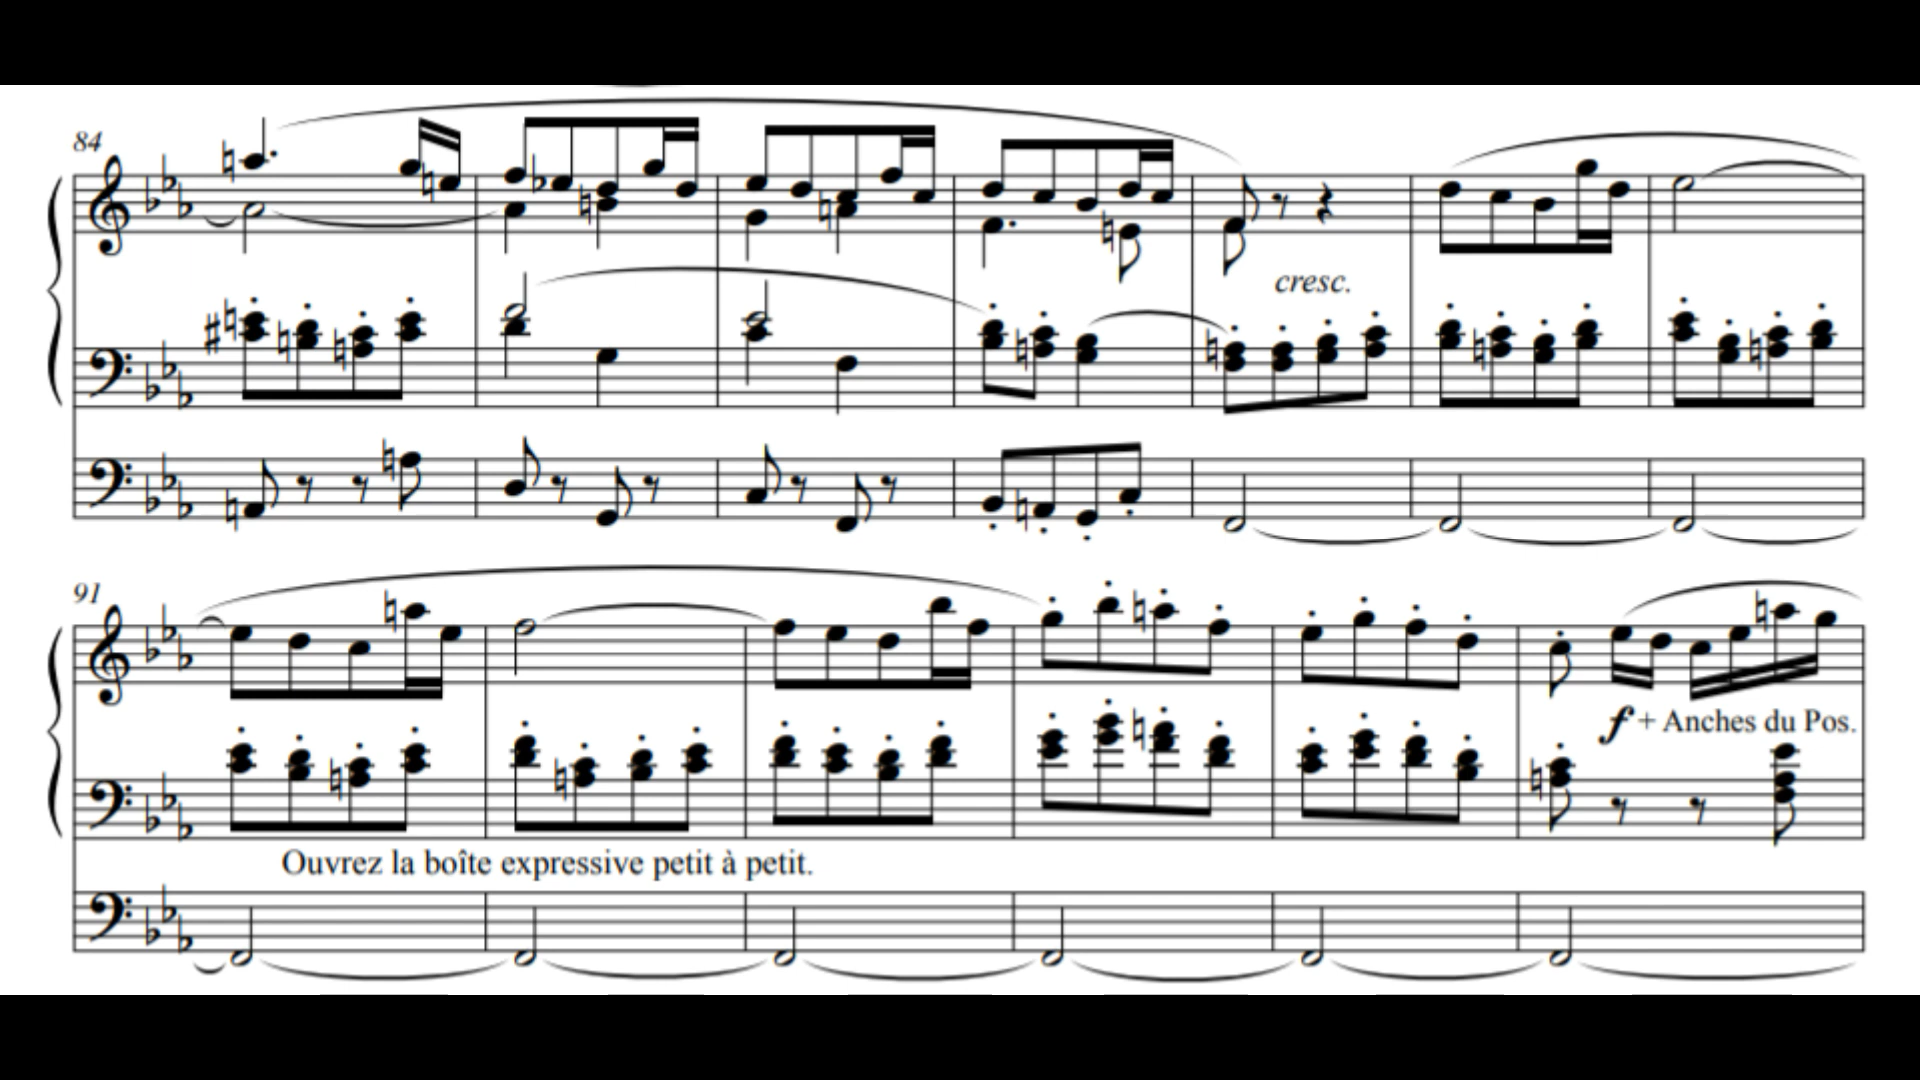 84
cresc.
91
f + Anches du Pos.
Ouvrez la boîte expressive petit à petit.